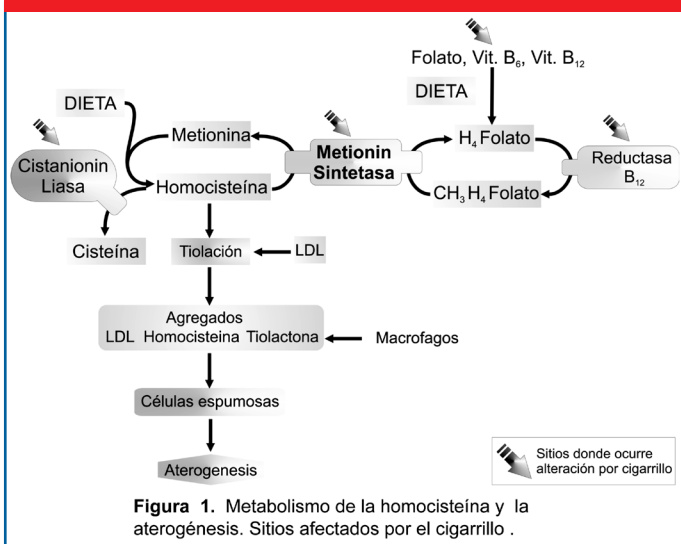 Folato, Vit. B₆, Vit. B₁₂
DIETA
DIETA
Metionina
Metionin
Sintetasa
H₄ Folato
Reductasa
B₁₂
Cistanionin
Liasa
Homocisteína
CH₃ H₄ Folato
Cisteína
Tiolación
LDL
Agregados
LDL Homocisteina Tiolactona
Macrofagos
Células espumosas
Aterogenesis
Sitios donde ocurre
alteración por cigarrillo
Figura 1. Metabolismo de la homocisteína y la
aterogénesis. Sitios afectados por el cigarrillo .